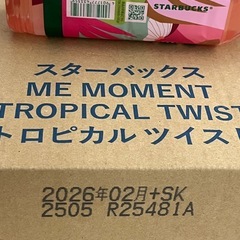 STARBUCKS
スターバックス
ME MOMENT
TROPICAL TWIST
トロピカル ツイス
2026年02月+SK
2505 R25481A